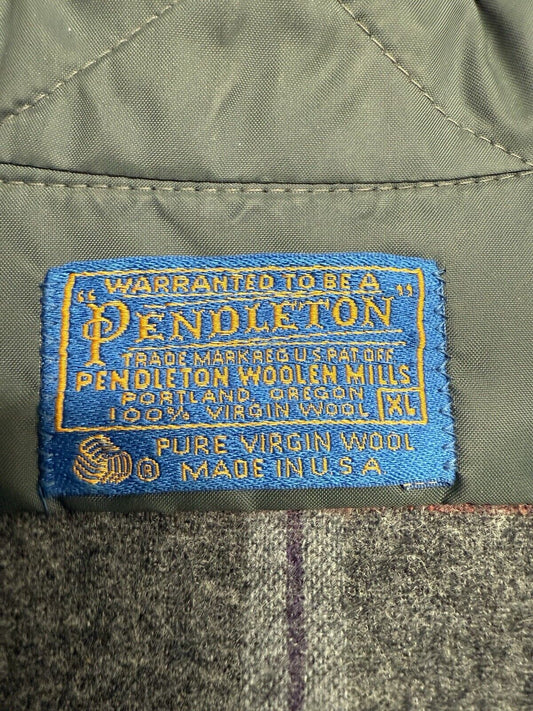 WARRANTED TO BE A
"PENDLETON"
TRADE MARK REG U S PAT OFF
PENDLETON WOOLEN MILLS
PORTLAND, OREGON
100% VIRGIN WOOL XL
PURE VIRGIN WOOL
® MADE IN U.S.A